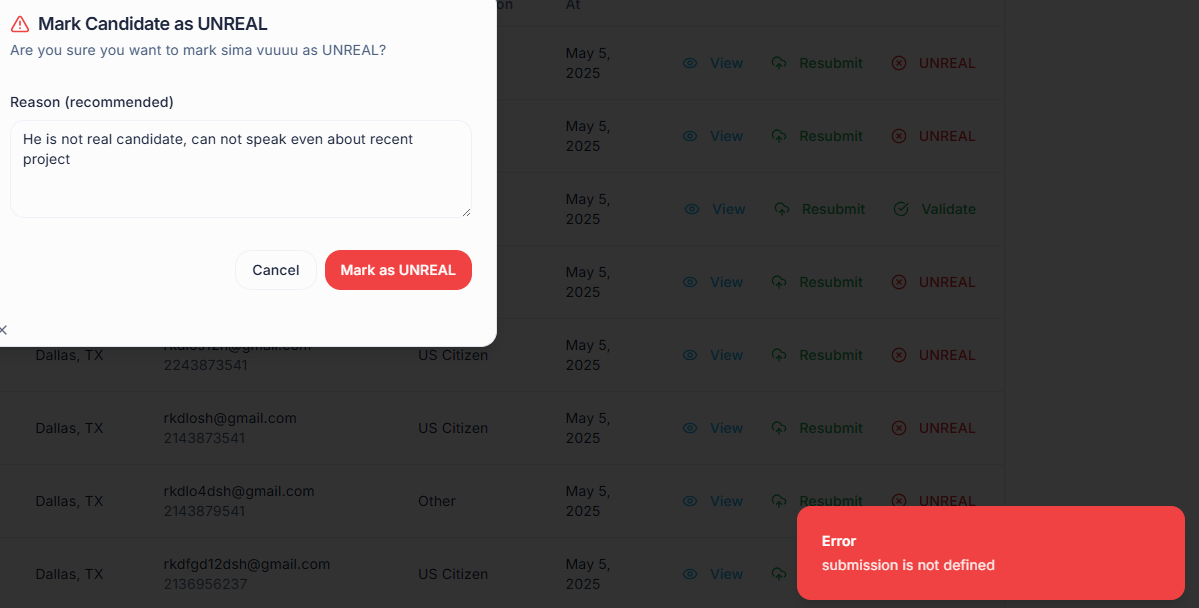 Mark Candidate as UNREAL
Are you sure you want to mark sima vuuuu as UNREAL?
Reason (recommended)
He is not real candidate, can not speak even about recent
project
Cancel
Mark as UNREAL
At
May 5,
2025
View
Resubmit
UNREAL
May 5,
2025
View
Resubmit
UNREAL
May 5,
2025
View
Resubmit
Validate
May 5,
2025
View
Resubmit
UNREAL
Dallas, TX
2243873541
US Citizen
May 5,
2025
View
Resubmit
UNREAL
Dallas, TX
rkdlosh@gmail.com
2143873541
US Citizen
May 5,
2025
View
Resubmit
UNREAL
Dallas, TX
rkdlo4dsh@gmail.com
2143879541
Other
May 5,
2025
View
Resubmit
UNREAL
Dallas, TX
rkdfgd12dsh@gmail.com
2136956237
US Citizen
May 5,
2025
View
Error
submission is not defined